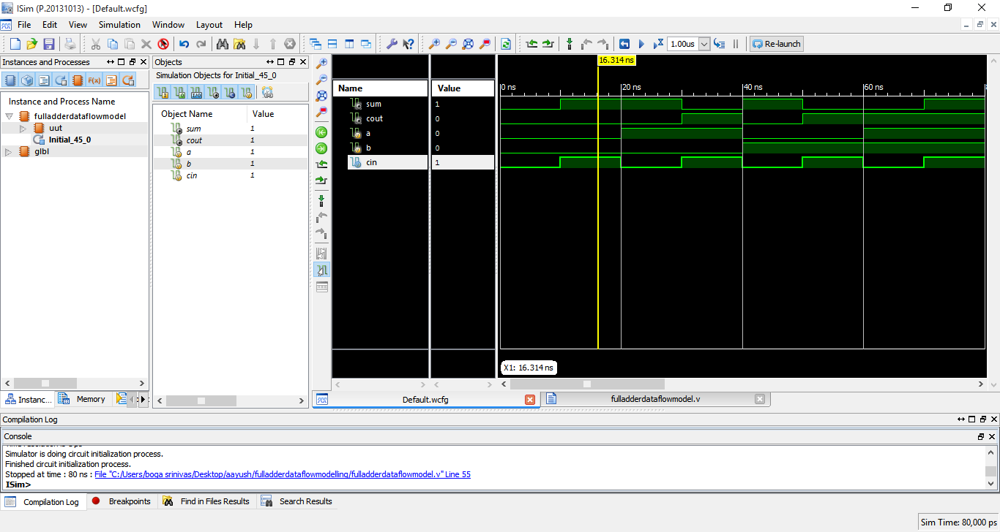 ISim (P.20131013) - [Default.wcfg]
File Edit View Simulation Window Layout Help
1.00us Re-launch
Instances and Processes
Instance and Process Name
fulladderdataflowmodel
uut
Initial_45_0
glbl
Instanc... Memory
Objects
Simulation Objects for Initial_45_0
Object Name Value
sum 1
cout 1
a 1
b 1
cin 1
Name Value
sum 1
cout 0
a 0
b 0
cin 1
16.314 ns
0 ns 20 ns 40 ns 60 ns
X1: 16.314 ns
Default.wcfg fulladderdataflowmodel.v
Compilation Log
Console
Simulator is doing circuit initialization process.
Finished circuit initialization process.
Stopped at time : 80 ns : File "C:/Users/boga srinivas/Desktop/aayush/fulladderdataflowmodelling/fulladderdataflowmodel.v" Line 55
ISim>
Compilation Log Breakpoints Find in Files Results Search Results
Sim Time: 80,000 ps